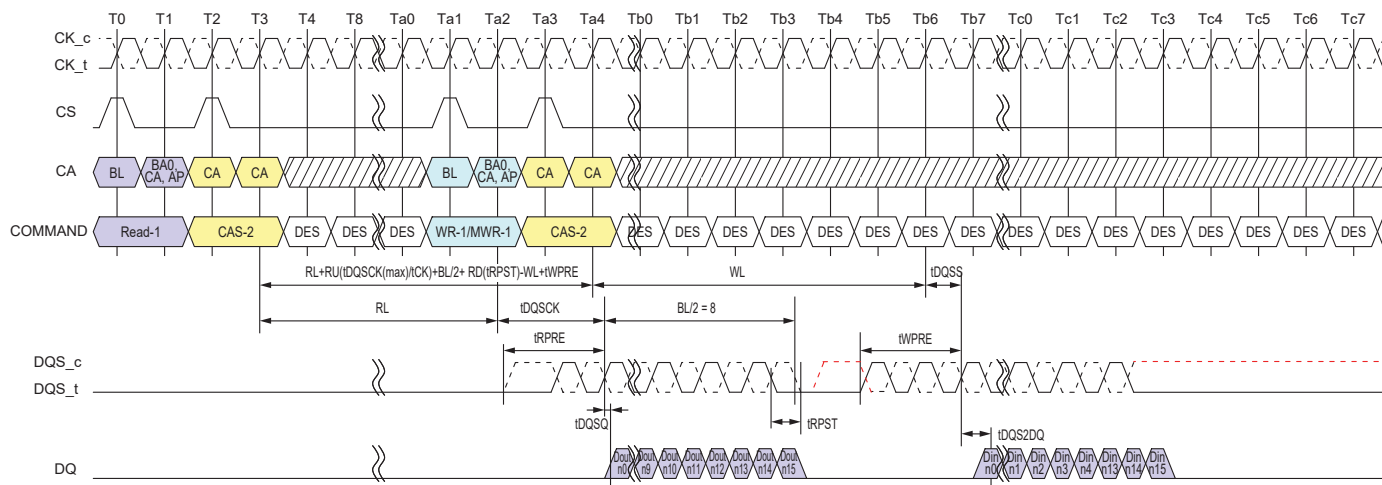 T0 T1 T2 T3 T4 T8 Ta0 Ta1 Ta2 Ta3 Ta4 Tb0 Tb1 Tb2 Tb3 Tb4 Tb5 Tb6 Tb7 Tc0 Tc1 Tc2 Tc3 Tc4 Tc5 Tc6 Tc7
CK_c
CK_t
CS
CA BL BA0, CA, AP CA CA BL BA0, CA, AP CA CA
COMMAND Read-1 CAS-2 DES DES DES WR-1/MWR-1 CAS-2 DES DES DES DES DES DES DES DES DES DES DES DES DES DES DES DES
RL+RU(tDQSCK(max)/tCK)+BL/2+ RD(tRPST)-WL+tWPRE WL tDQSS
RL tDQSCK BL/2 = 8
tRPRE tWPRE
DQS_c
DQS_t
tDQSQ tRPST tDQS2DQ
DQ Dout n0 Dout n9 Dout n10 Dout n11 Dout n12 Dout n13 Dout n14 Dout n15 Din n0 Din n1 Din n2 Din n3 Din n4 Din n13 Din n14 Din n15